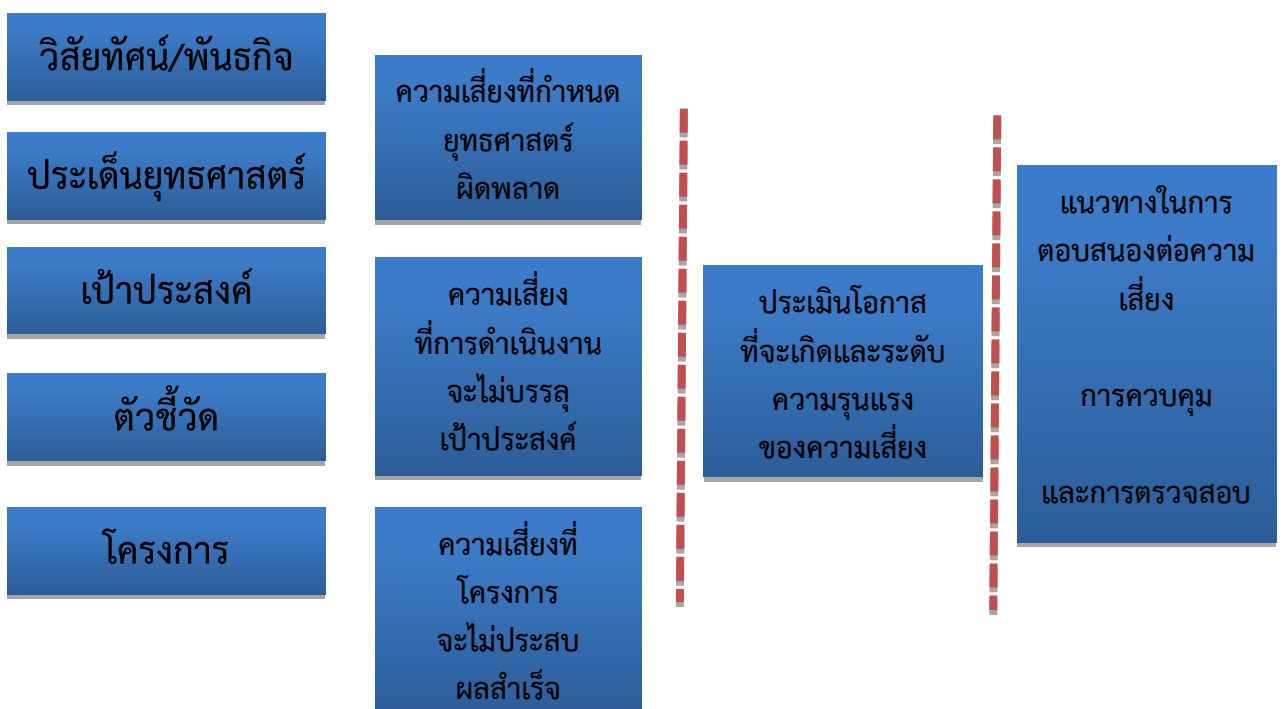 วิสัยทัศน์/พันธกิจ
ประเด็นยุทธศาสตร์
เป้าประสงค์
ตัวชี้วัด
โครงการ
ความเสี่ยงที่กำหนด
ยุทธศาสตร์
ผิดพลาด
ความเสี่ยง
ที่การดำเนินงาน
จะไม่บรรลุ
เป้าประสงค์
ความเสี่ยงที่
โครงการ
จะไม่ประสบ
ผลสำเร็จ
ประเมินโอกาส
ที่จะเกิดและระดับ
ความรุนแรง
ของความเสี่ยง
แนวทางในการ
ตอบสนองต่อความ
เสี่ยง
การควบคุม
และการตรวจสอบ